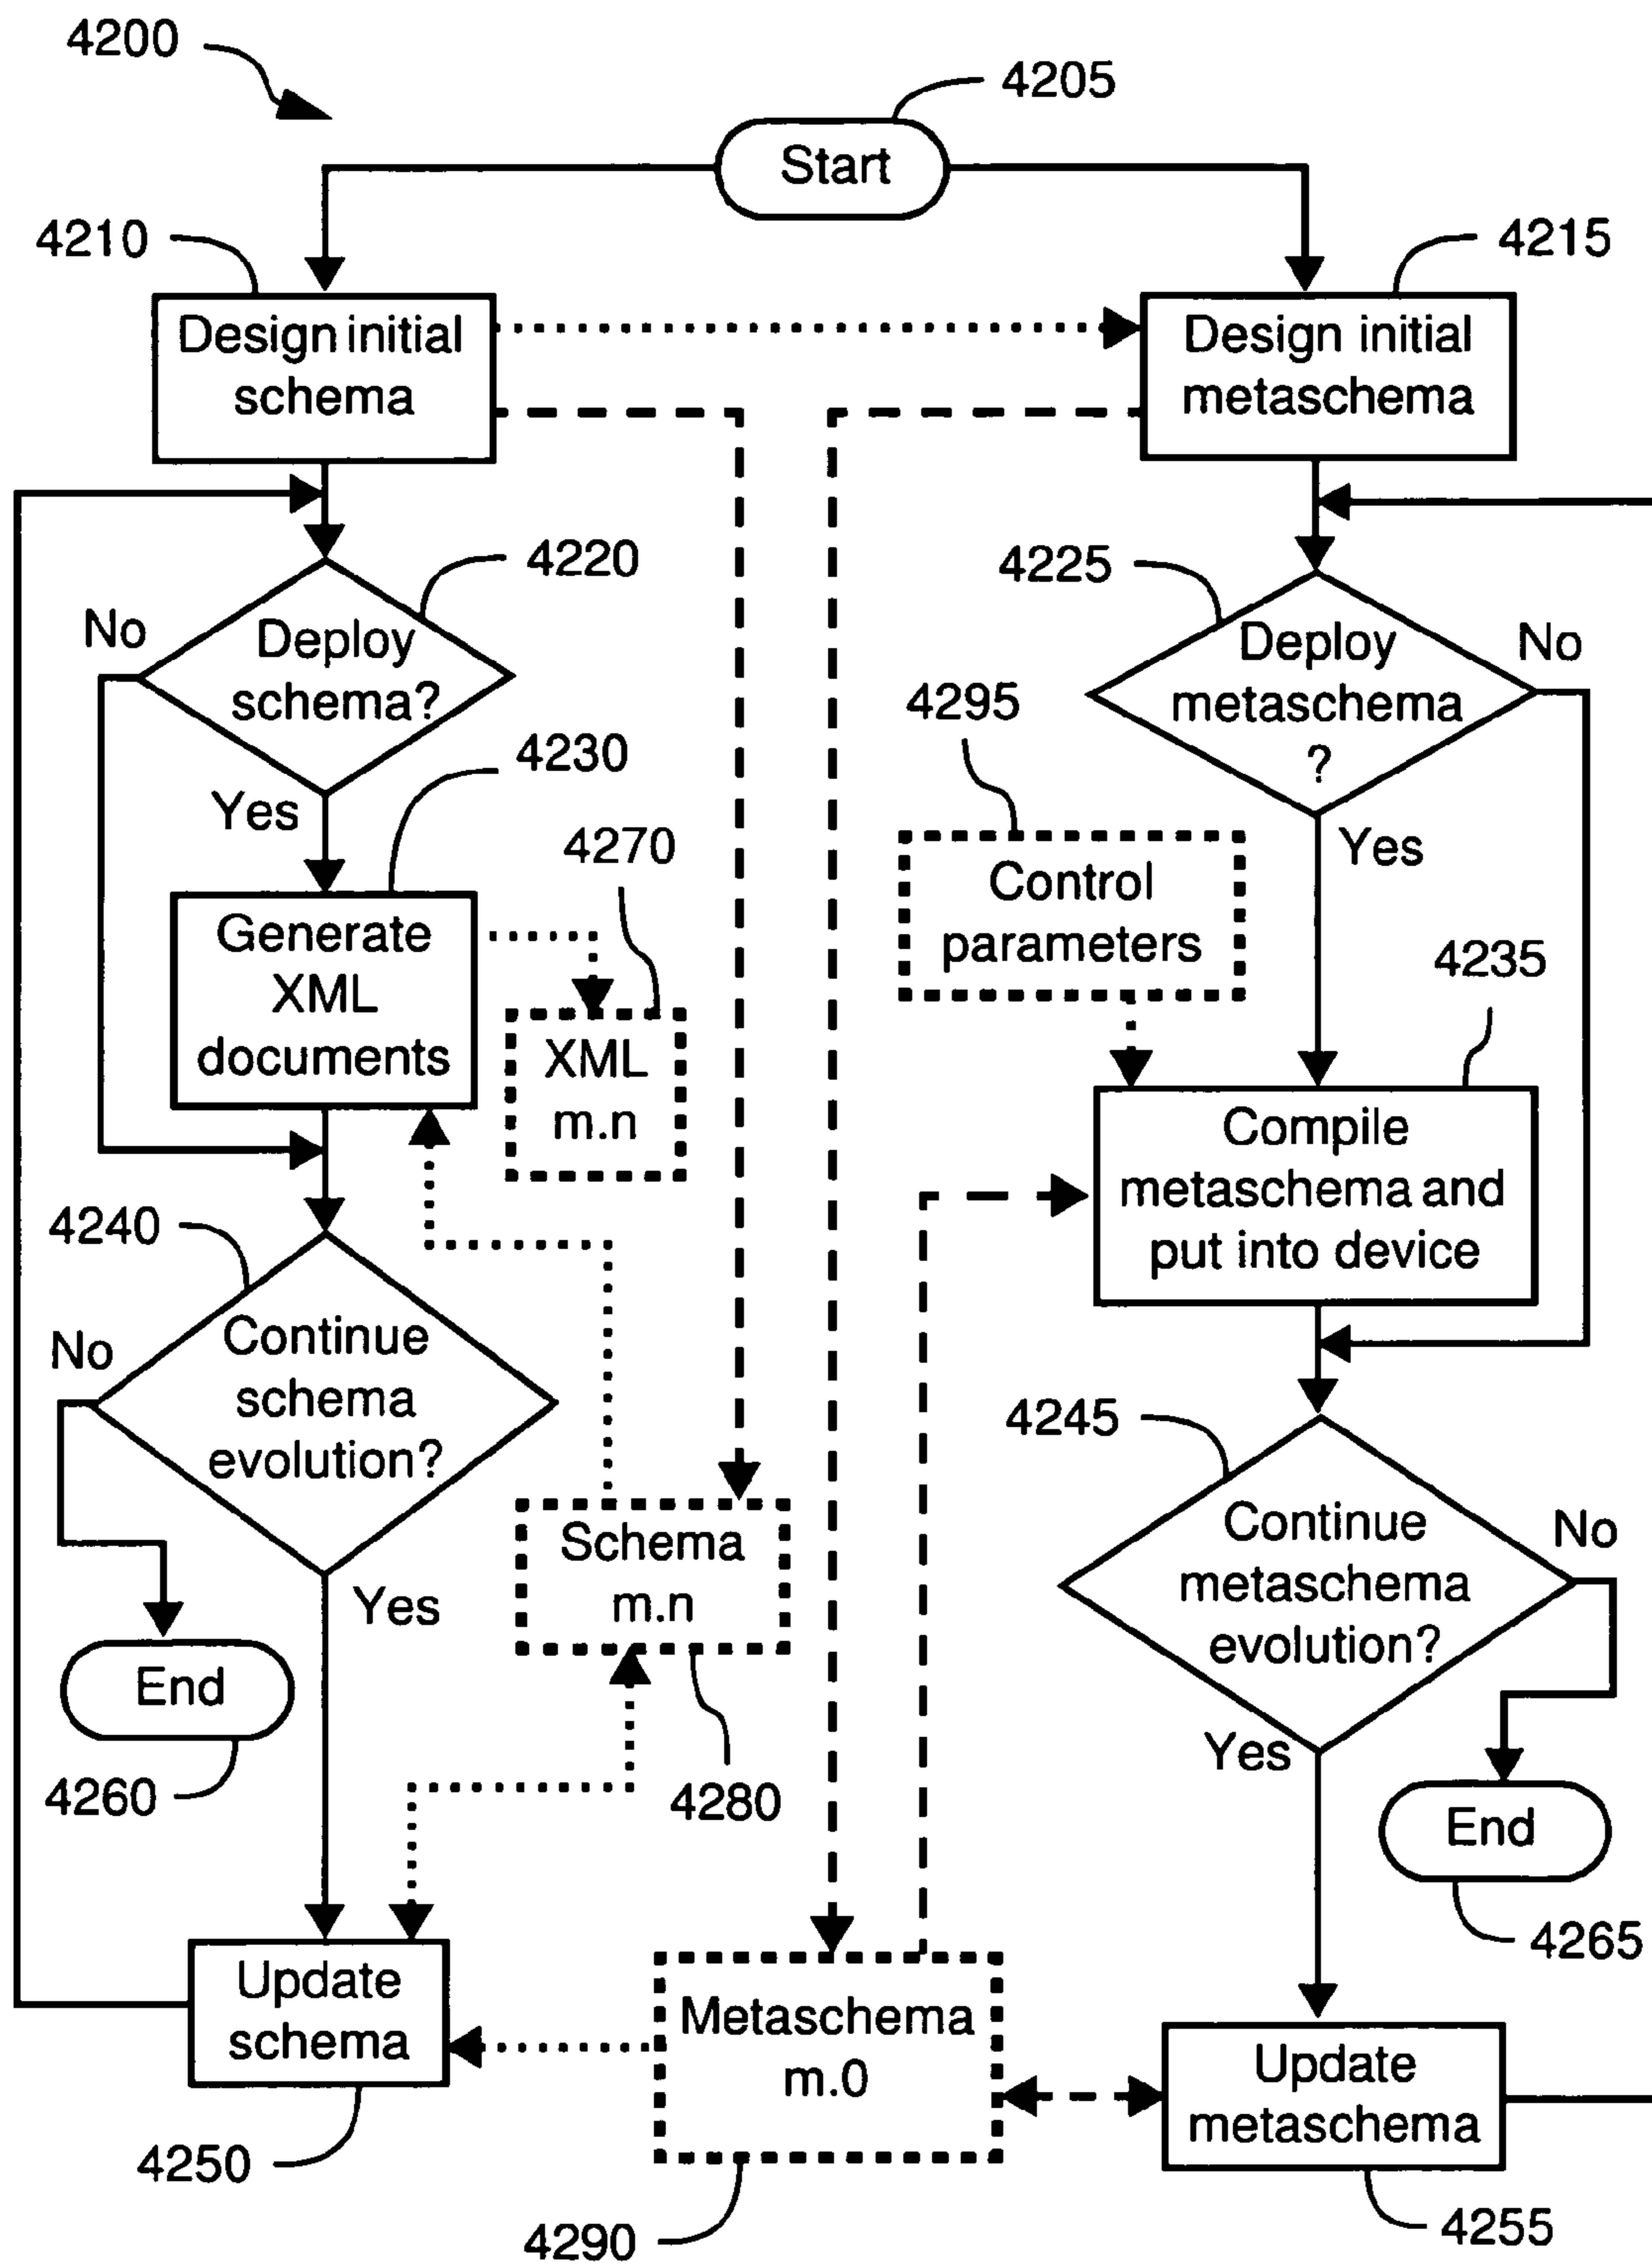 4200
4205
Start
4210
4215
Design initial
schema
Design initial
metaschema
4220
4225
No
Deploy
schema?
Deploy
metaschema
?
No
4295
4230
Yes
Yes
4270
Control
parameters
Generate
XML
documents
4235
XML
m.n
Compile
metaschema and
put into device
4240
No
Continue
schema
evolution?
4245
Schema
m.n
Continue
metaschema
evolution?
No
Yes
End
Yes
4260
4280
End
4265
Update
schema
Metaschema
m.0
Update
metaschema
4250
4290
4255